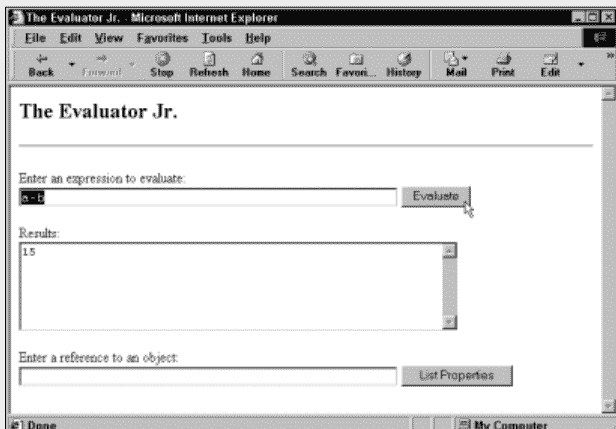 The Evaluator Jr. - Microsoft Internet Explorer
File Edit View Favorites Tools Help
Back Forward Stop Refresh Home Search Favori... History Mail Print Edit »
The Evaluator Jr.
Enter an expression to evaluate:
a-b Evaluate
Results:
15
Enter a reference to an object:
List Properties
Done My Computer